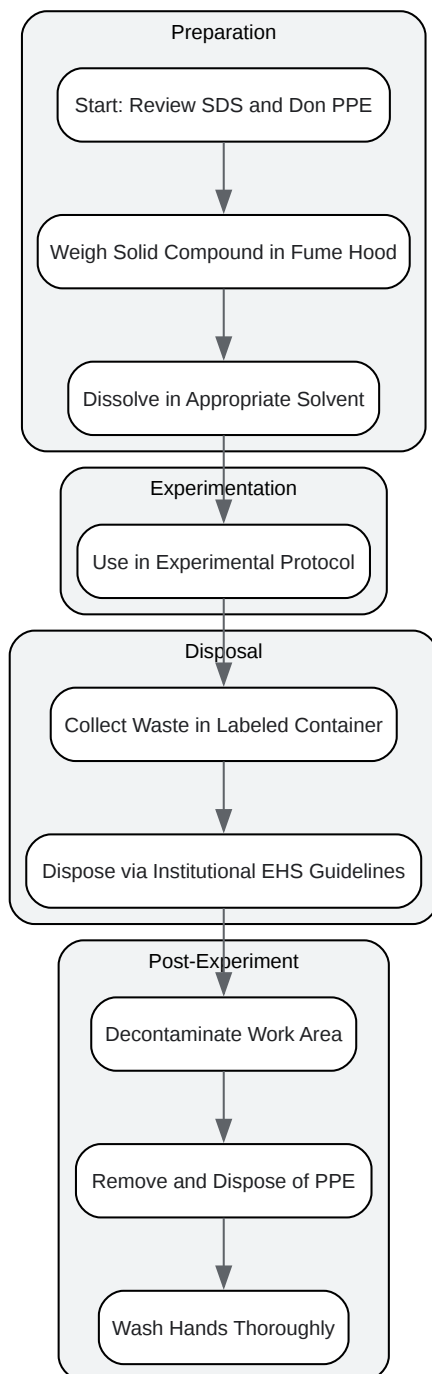 Preparation
Start: Review SDS and Don PPE
Weigh Solid Compound in Fume Hood
Dissolve in Appropriate Solvent
Experimentation
Use in Experimental Protocol
Disposal
Collect Waste in Labeled Container
Dispose via Institutional EHS Guidelines
Post-Experiment
Decontaminate Work Area
Remove and Dispose of PPE
Wash Hands Thoroughly